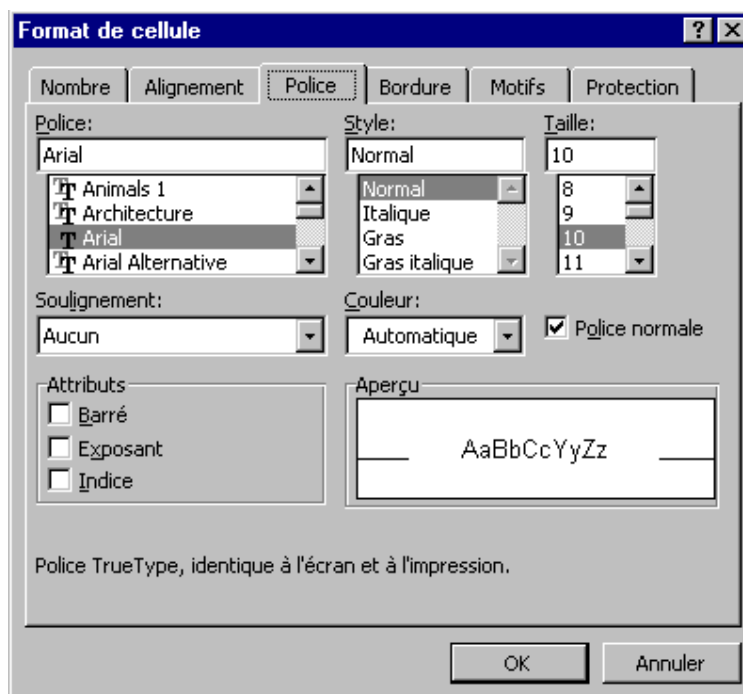 Format de cellule
Nombre Alignement Police Bordure Motifs Protection
Police: Style: Taille:
Arial Normal 10
Animals 1 Normal 8
Architecture Italique 9
Arial Gras 10
Arial Alternative Gras italique 11
Soulignement: Couleur:
Aucun Automatique Police normale
Attributs Aperçu
Barré
Exposant AaBbCcYyZz
Indice
Police TrueType, identique à l'écran et à l'impression.
OK Annuler